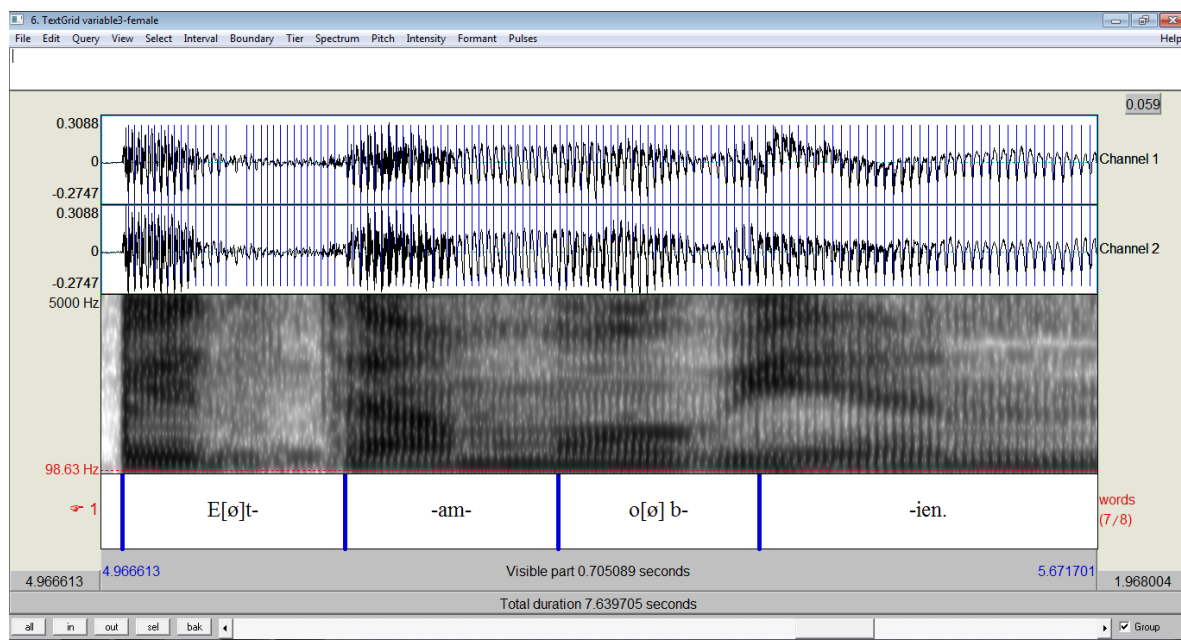 6. TextGrid variable3-female
File Edit Query View Select Interval Boundary Tier Spectrum Pitch Intensity Formant Pulses Help
0.059
0.3088
0
-0.2747
Channel 1
0.3088
0
-0.2747
Channel 2
5000 Hz
98.63 Hz
☞ 1 E[ø]t- -am- o[ø] b- -ien. words
(7/8)
4.966613 4.966613 Visible part 0.705089 seconds 5.671701 1.968004
Total duration 7.639705 seconds
all in out sel bak Group